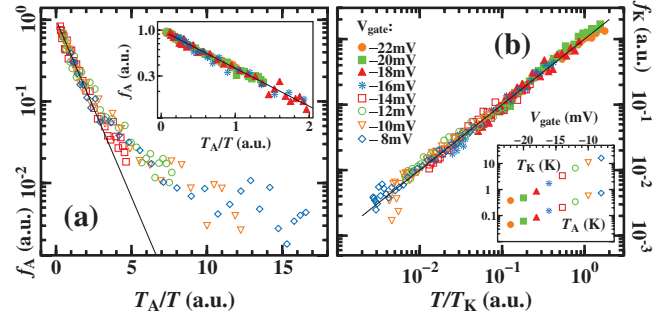 10⁰
10⁻¹
10⁻²
f_A (a.u.)
(a)
0 5 10 15
T_A/T (a.u.)
1.0
0.3
f_A (a.u.)
0 1 2
T_A/T (a.u.)
V_gate:
−22mV
−20mV
−18mV
−16mV
−14mV
−12mV
−10mV
−8mV
(b)
f_K (a.u.)
10⁰
10⁻¹
10⁻²
10⁻³
10⁻² 10⁻¹ 10⁰
T/T_K (a.u.)
V_gate (mV)
−20 −15 −10
10
1
0.1
T_K (K)
T_A (K)